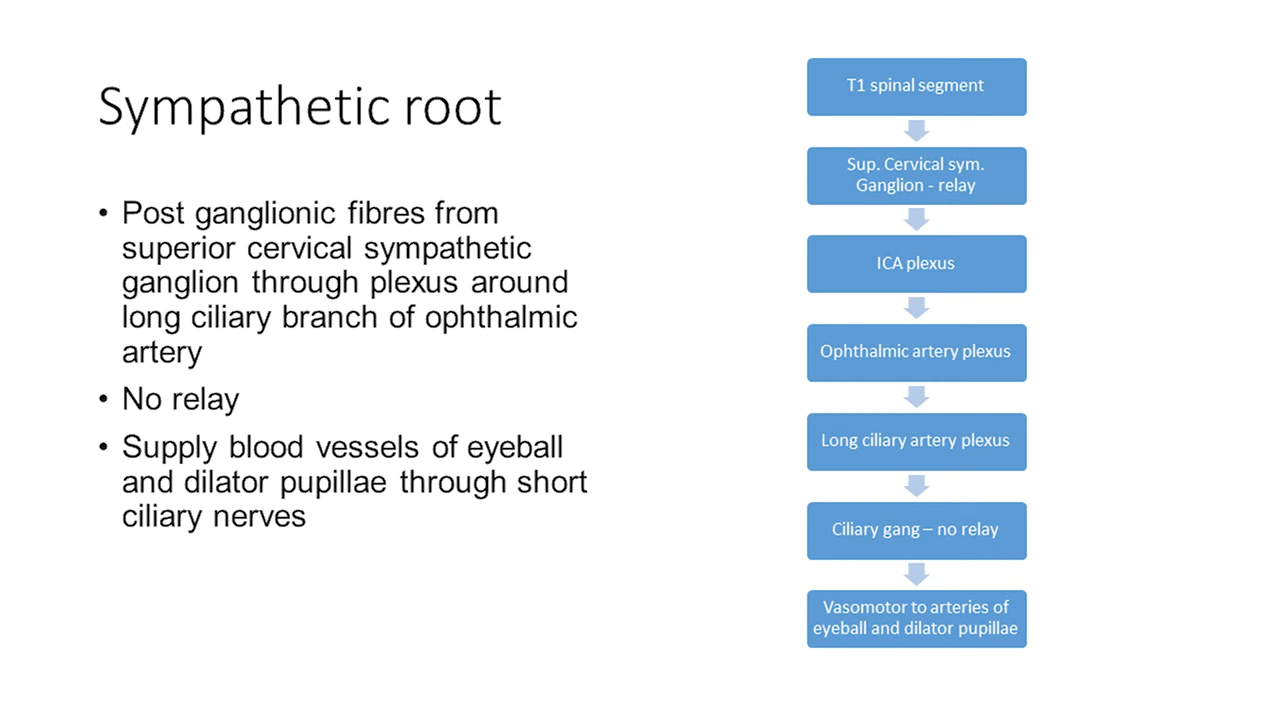 Sympathetic root
• Post ganglionic fibres from
superior cervical sympathetic
ganglion through plexus around
long ciliary branch of ophthalmic
artery
• No relay
• Supply blood vessels of eyeball
and dilator pupillae through short
ciliary nerves
T1 spinal segment
Sup. Cervical sym.
Ganglion - relay
ICA plexus
Ophthalmic artery plexus
Long ciliary artery plexus
Ciliary gang – no relay
Vasomotor to arteries of
eyeball and dilator pupillae